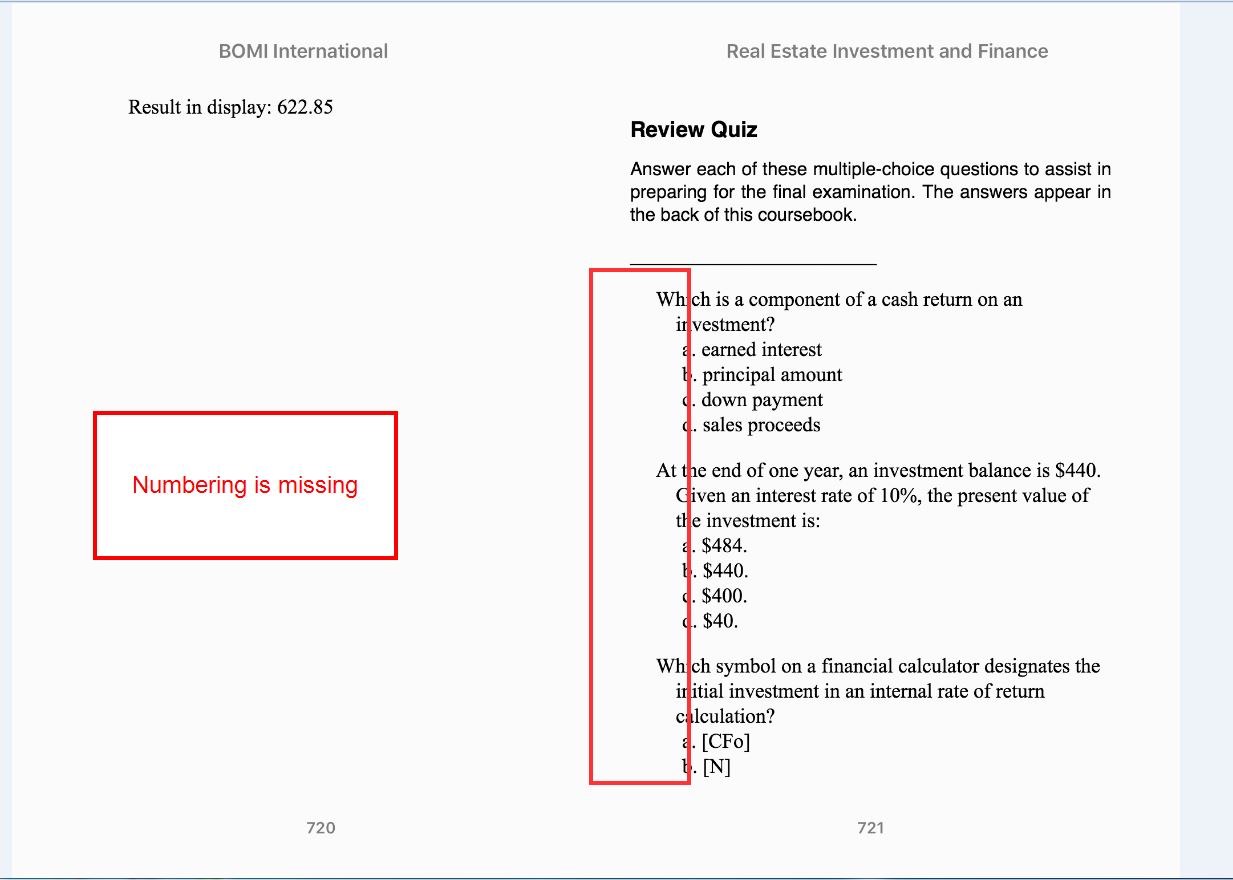 BOMI International
Result in display: 622.85
Numbering is missing
720
Real Estate Investment and Finance
Review Quiz
Answer each of these multiple-choice questions to assist in
preparing for the final examination. The answers appear in
the back of this coursebook.
Which is a component of a cash return on an
investment?
a. earned interest
b. principal amount
c. down payment
d. sales proceeds
At the end of one year, an investment balance is $440.
Given an interest rate of 10%, the present value of
the investment is:
a. $484.
b. $440.
c. $400.
d. $40.
Which symbol on a financial calculator designates the
initial investment in an internal rate of return
calculation?
a. [CFo]
b. [N]
721